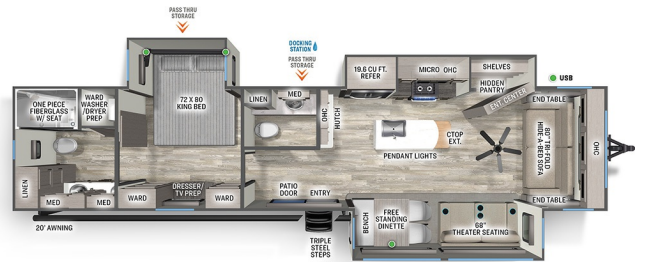 PASS THRU
STORAGE
DOCKING
STATION
PASS THRU
STORAGE
19.6 CU FT.
REFER
MICRO OHC
SHELVES
HIDDEN
PANTRY
USB
ENT. CENTER
END TABLE
ONE PIECE
FIBERGLASS
W/ SEAT
WARD
WASHER
/DRYER
PREP
72 X 80
KING BED
LINEN
MED
OHC
HUTCH
CTOP
EXT.
PENDANT LIGHTS
80" TRI-FOLD
HIDE-A-BED SOFA
OHC
LINEN
MED
MED
WARD
DRESSER/
TV PREP
WARD
PATIO
DOOR
ENTRY
END TABLE
BENCH
FREE
STANDING
DINETTE
68"
THEATER SEATING
20' AWNING
TRIPLE
STEEL
STEPS